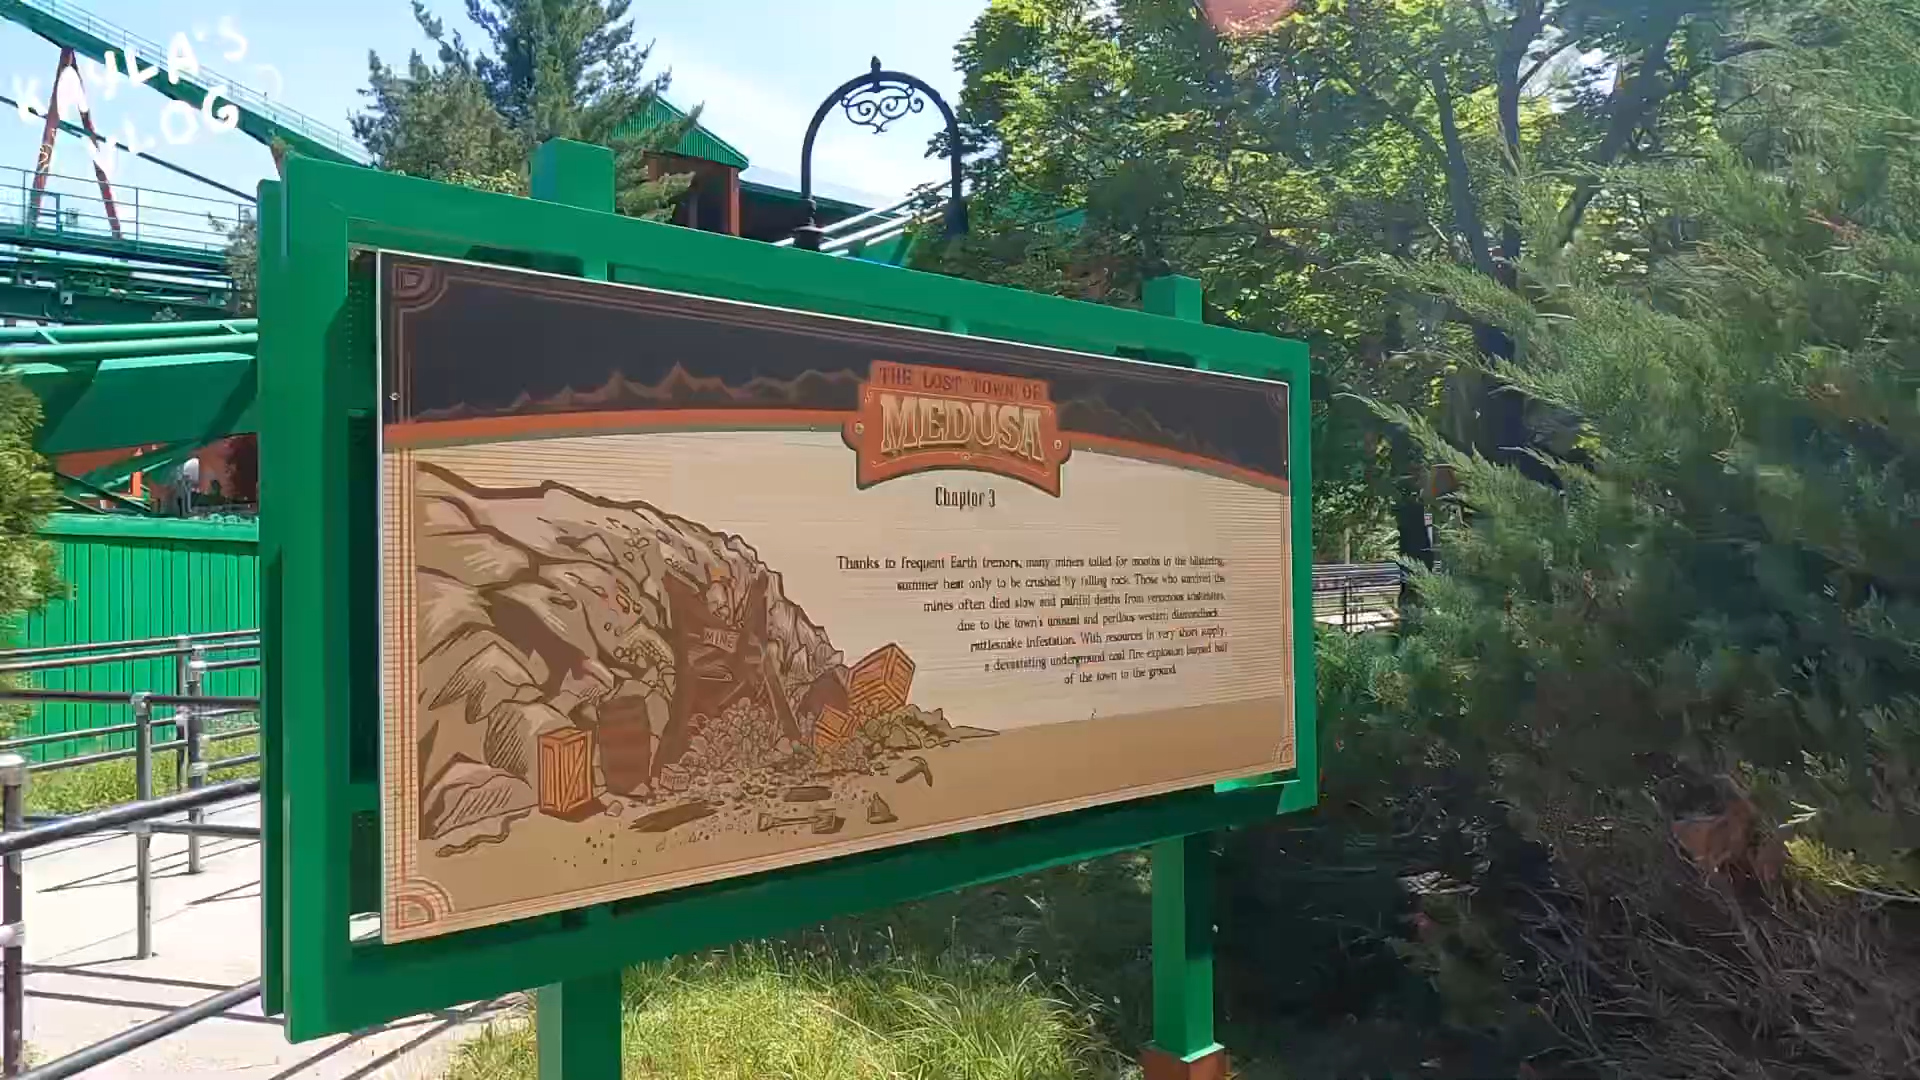 KAYLA'S
VLOG
THE LOST TOWN OF
MEDUSA
Chapter 3
Thanks to frequent Earth tremors, many miners toiled for months in the blistering,
summer heat only to be crushed by falling rock. Those who survived the
mines often died slow and painful deaths from venomous snakebites,
due to the town's unusual and perilous western diamondback
rattlesnake infestation. With resources in very short supply,
a devastating underground coal fire explosion burned half
of the town to the ground.
MINE